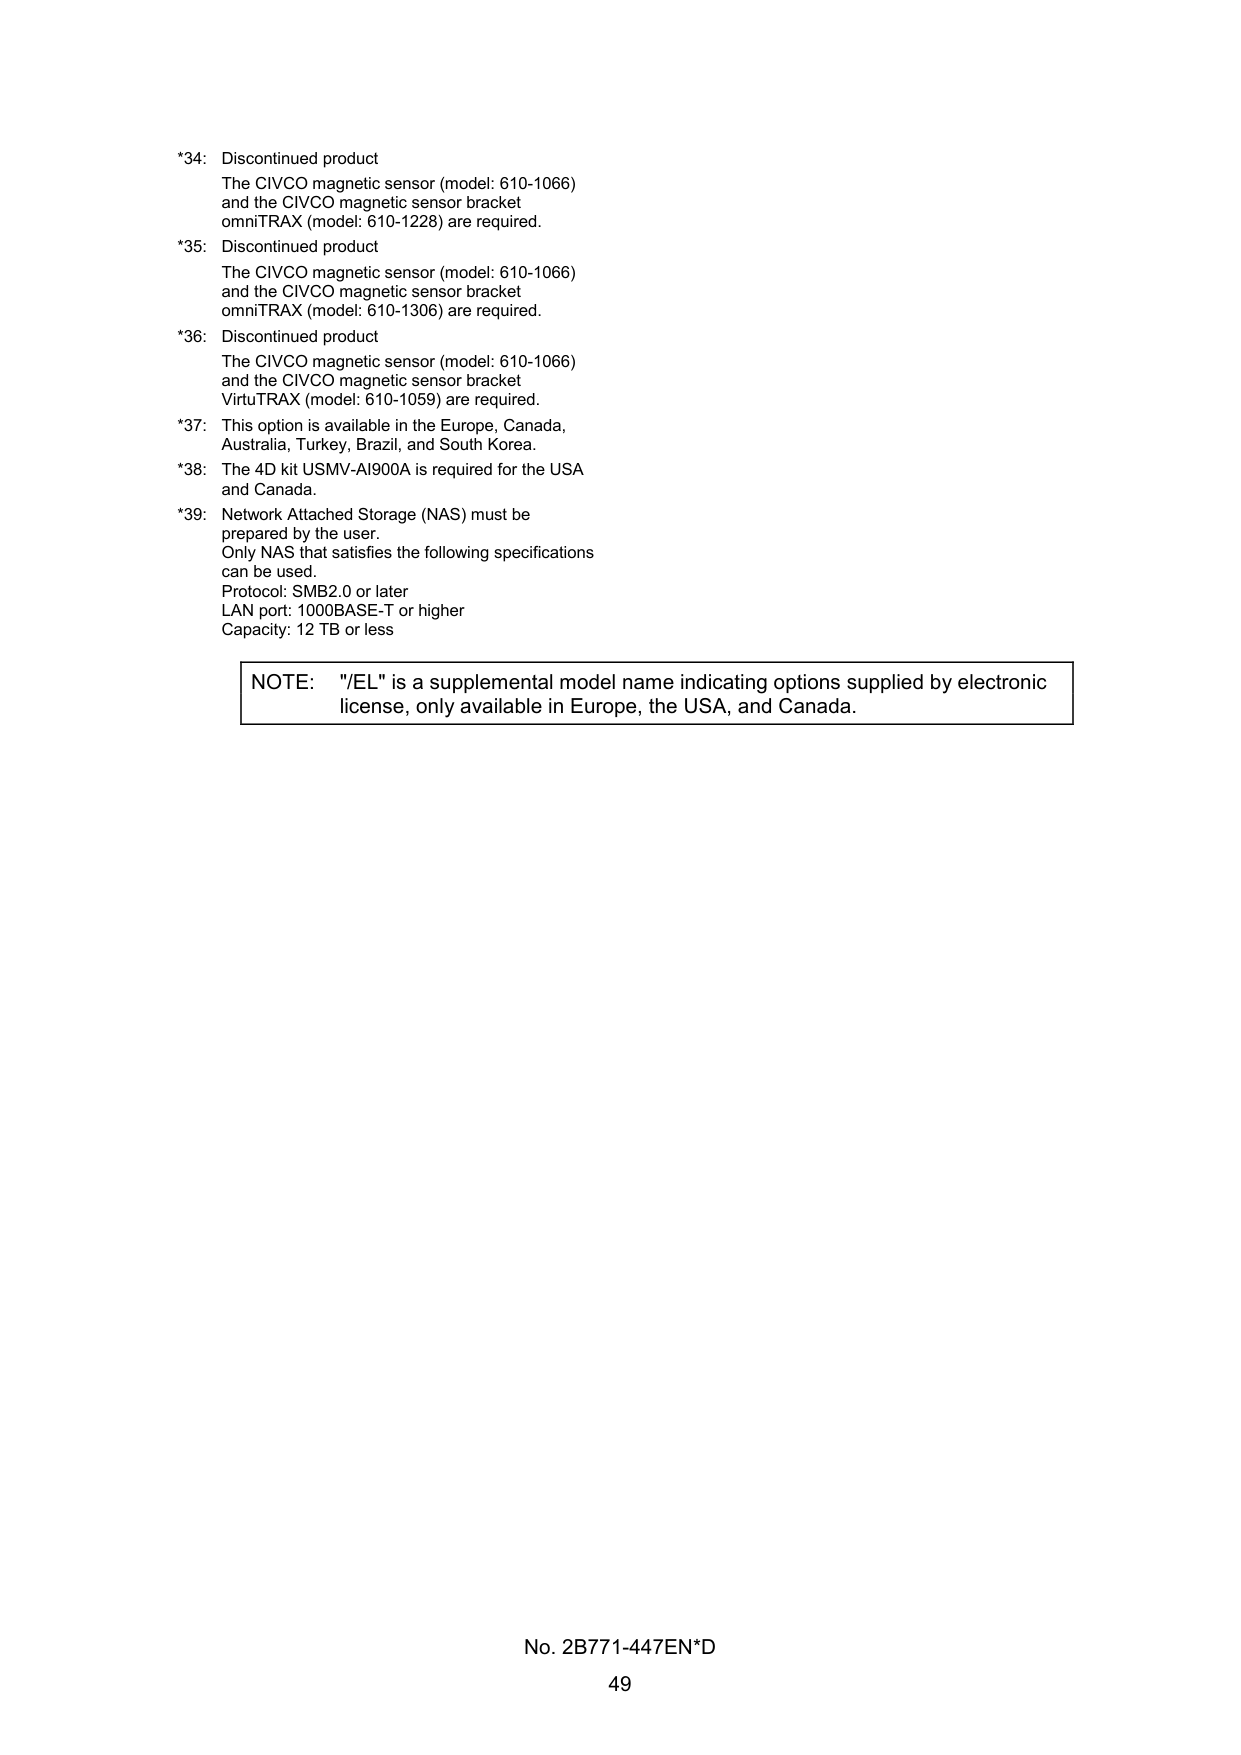 *34: Discontinued product
The CIVCO magnetic sensor (model: 610-1066)
and the CIVCO magnetic sensor bracket
omniTRAX (model: 610-1228) are required.
*35: Discontinued product
The CIVCO magnetic sensor (model: 610-1066)
and the CIVCO magnetic sensor bracket
omniTRAX (model: 610-1306) are required.
*36: Discontinued product
The CIVCO magnetic sensor (model: 610-1066)
and the CIVCO magnetic sensor bracket
VirtuTRAX (model: 610-1059) are required.
*37: This option is available in the Europe, Canada,
Australia, Turkey, Brazil, and South Korea.
*38: The 4D kit USMV-AI900A is required for the USA
and Canada.
*39: Network Attached Storage (NAS) must be
prepared by the user.
Only NAS that satisfies the following specifications
can be used.
Protocol: SMB2.0 or later
LAN port: 1000BASE-T or higher
Capacity: 12 TB or less
NOTE: "/EL" is a supplemental model name indicating options supplied by electronic
license, only available in Europe, the USA, and Canada.
No. 2B771-447EN*D
49